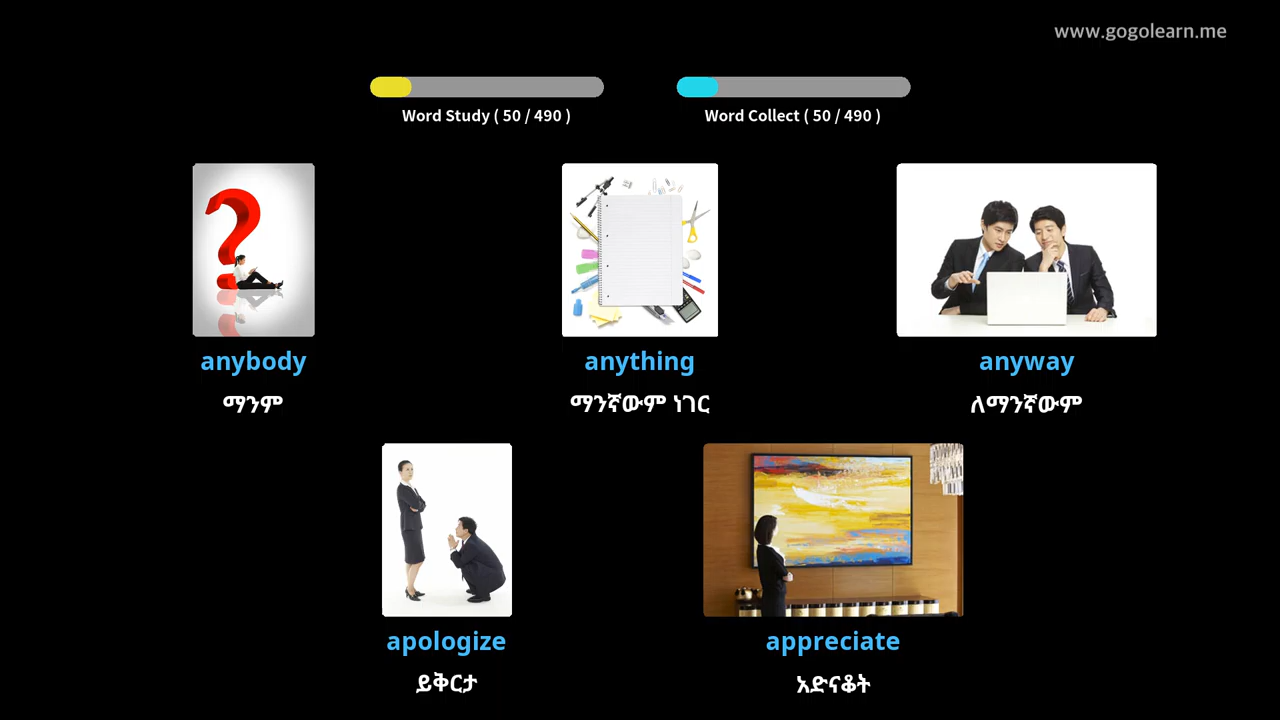 www.gogolearn.me
Word Study ( 50 / 490 )
Word Collect ( 50 / 490 )
anybody
ማንም
anything
ማንኛውም ነገር
anyway
ለማንኛውም
apologize
ይቅርታ
appreciate
አድናቆት